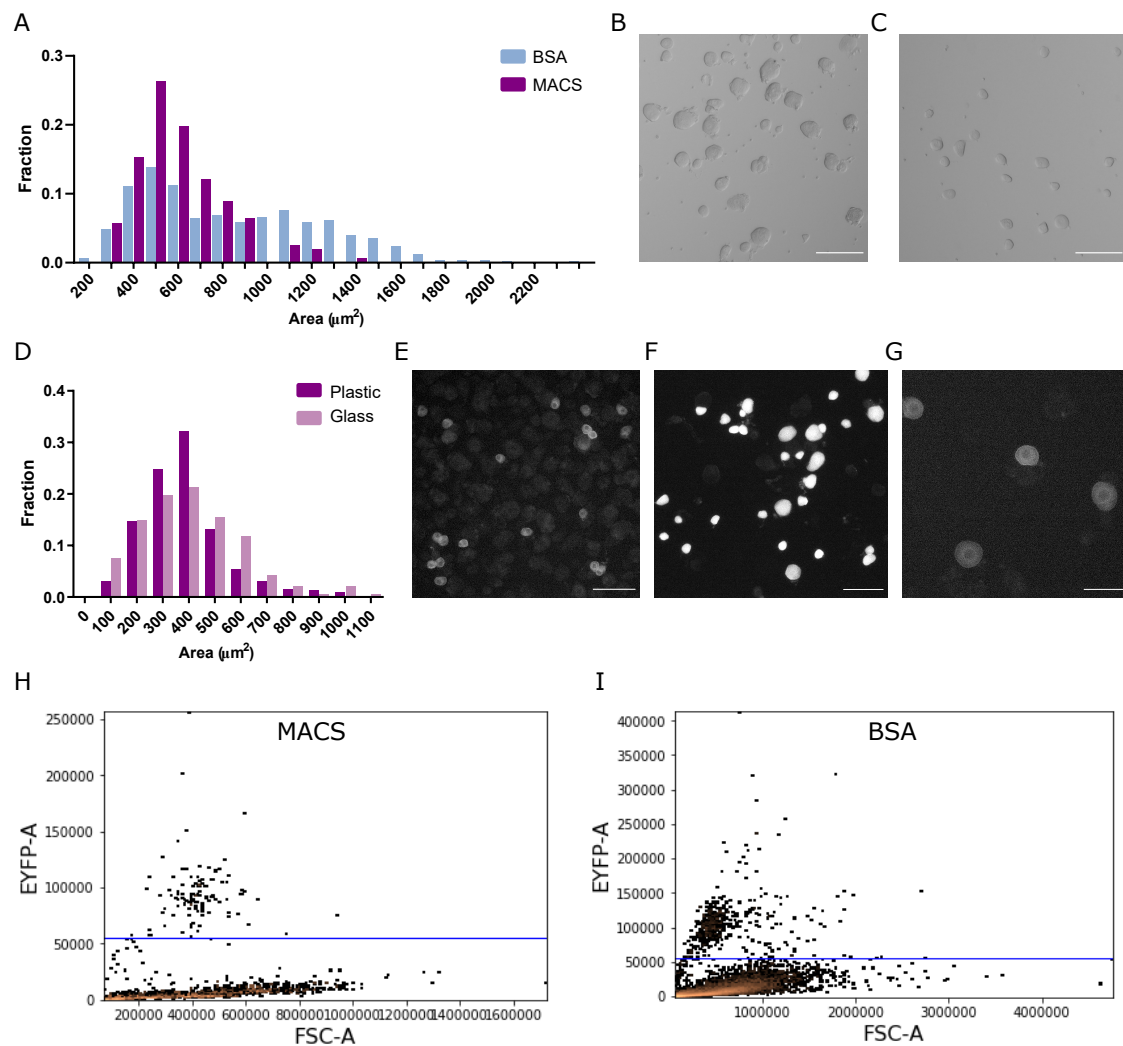 A
BSA
MACS
Fraction
0.3
0.2
0.1
0.0
200 400 600 800 1000 1200 1400 1600 1800 2000 2200
Area (μm²)
B
C
D
Plastic
Glass
Fraction
0.4
0.3
0.2
0.1
0.0
0 100 200 300 400 500 600 700 800 900 1000 1100
Area (μm²)
E
F
G
H
MACS
EYFP-A
250000
200000
150000
100000
50000
0
200000 400000 600000 800000 1000000 1200000 1400000 1600000
FSC-A
I
BSA
EYFP-A
400000
350000
300000
250000
200000
150000
100000
50000
0
1000000 2000000 3000000 4000000
FSC-A